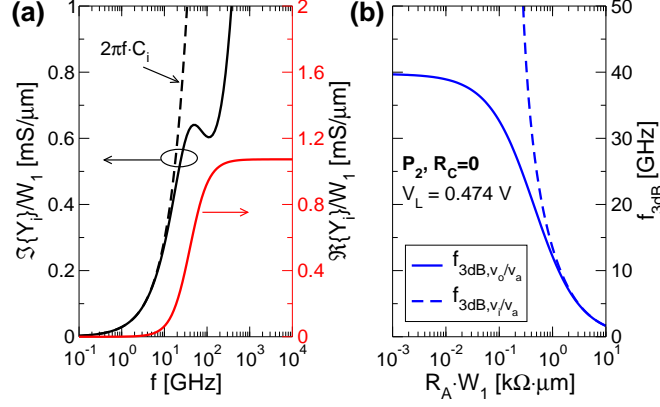 (a)
ℑ{Y_i}/W_1 [mS/μm]
1
0.8
0.6
0.4
0.2
0
2πf·C_i
2
1.6
1.2
0.8
0.4
0
ℜ{Y_i}/W_1 [mS/μm]
10^-1 10^0 10^1 10^2 10^3 10^4
f [GHz]
(b)
P_2, R_C=0
V_L = 0.474 V
f_3dB,v_o/v_a
f_3dB,v_i/v_a
50
40
30
20
10
0
f_3dB [GHz]
10^-3 10^-2 10^-1 10^0 10^1
R_A·W_1 [kΩ·μm]